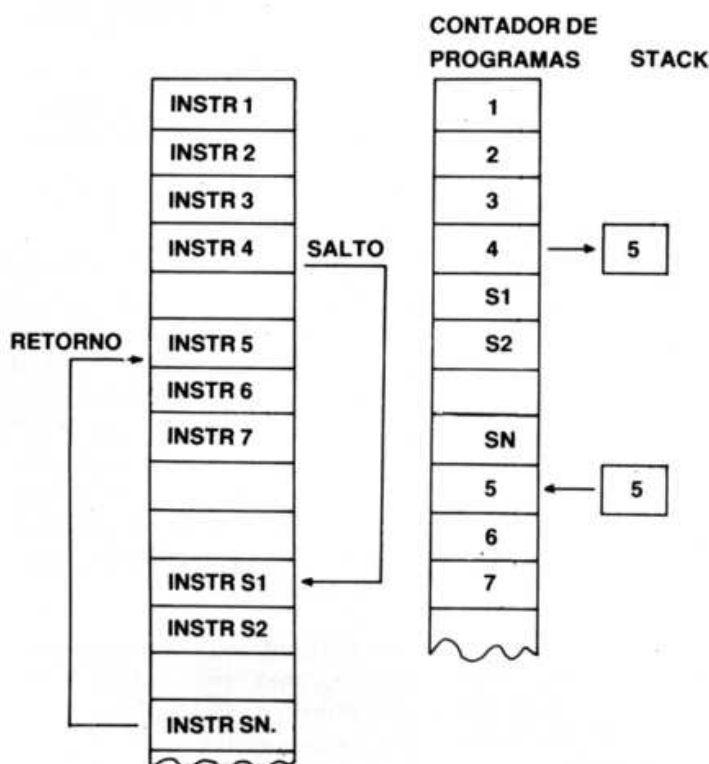 CONTADOR DE
PROGRAMAS
STACK
INSTR 1
INSTR 2
INSTR 3
INSTR 4
SALTO
RETORNO
INSTR 5
INSTR 6
INSTR 7
INSTR S1
INSTR S2
INSTR SN.
1
2
3
4
5
S1
S2
SN
5
5
6
7